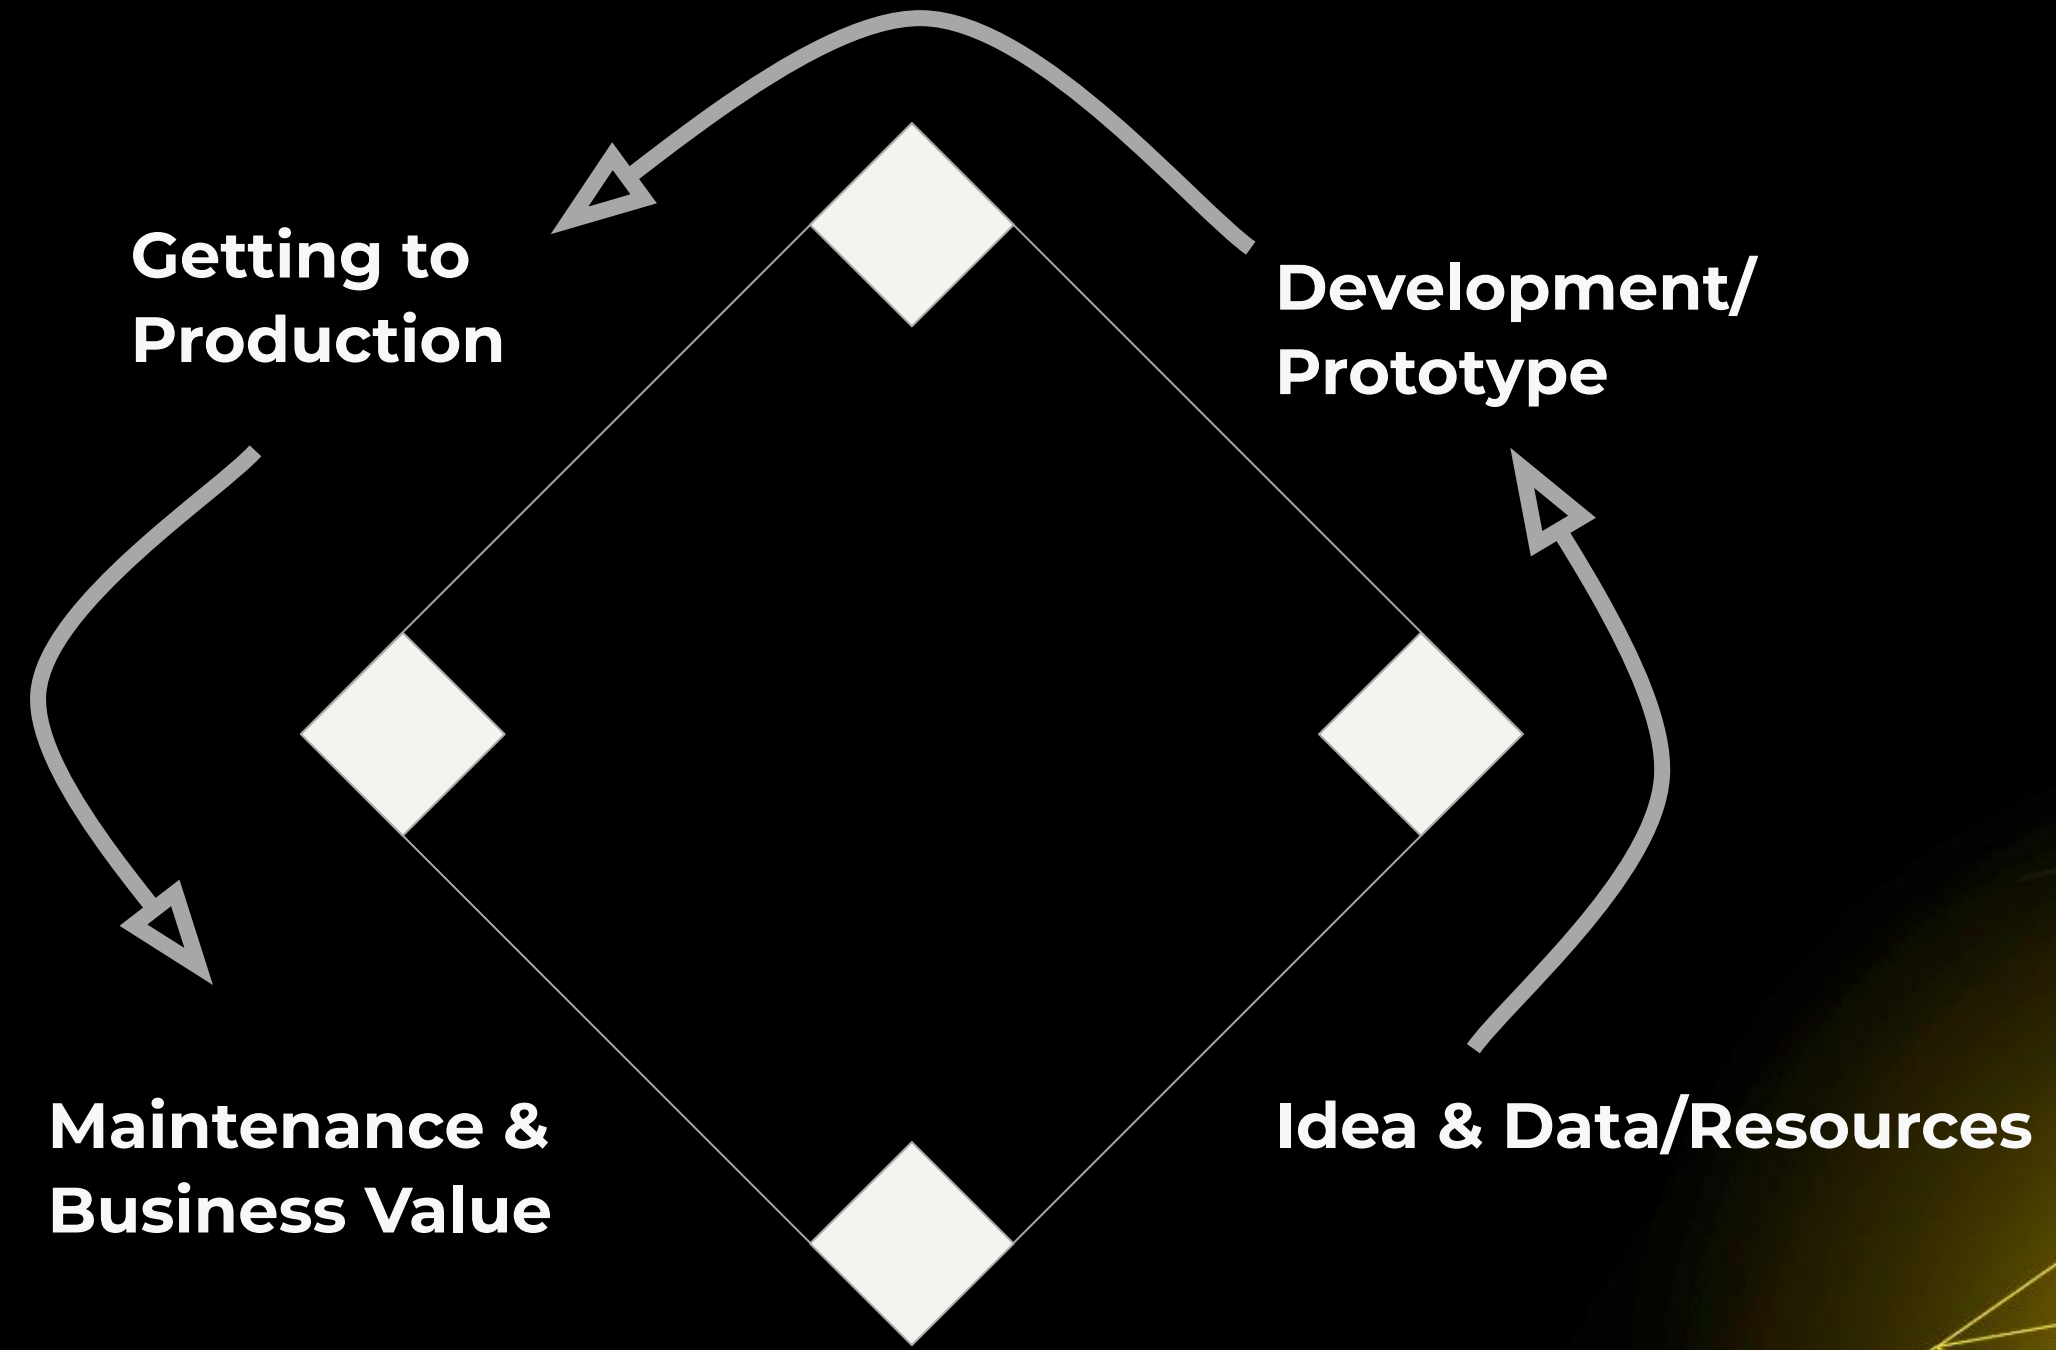 Getting to
Production
Development/
Prototype
Maintenance &
Business Value
Idea & Data/Resources